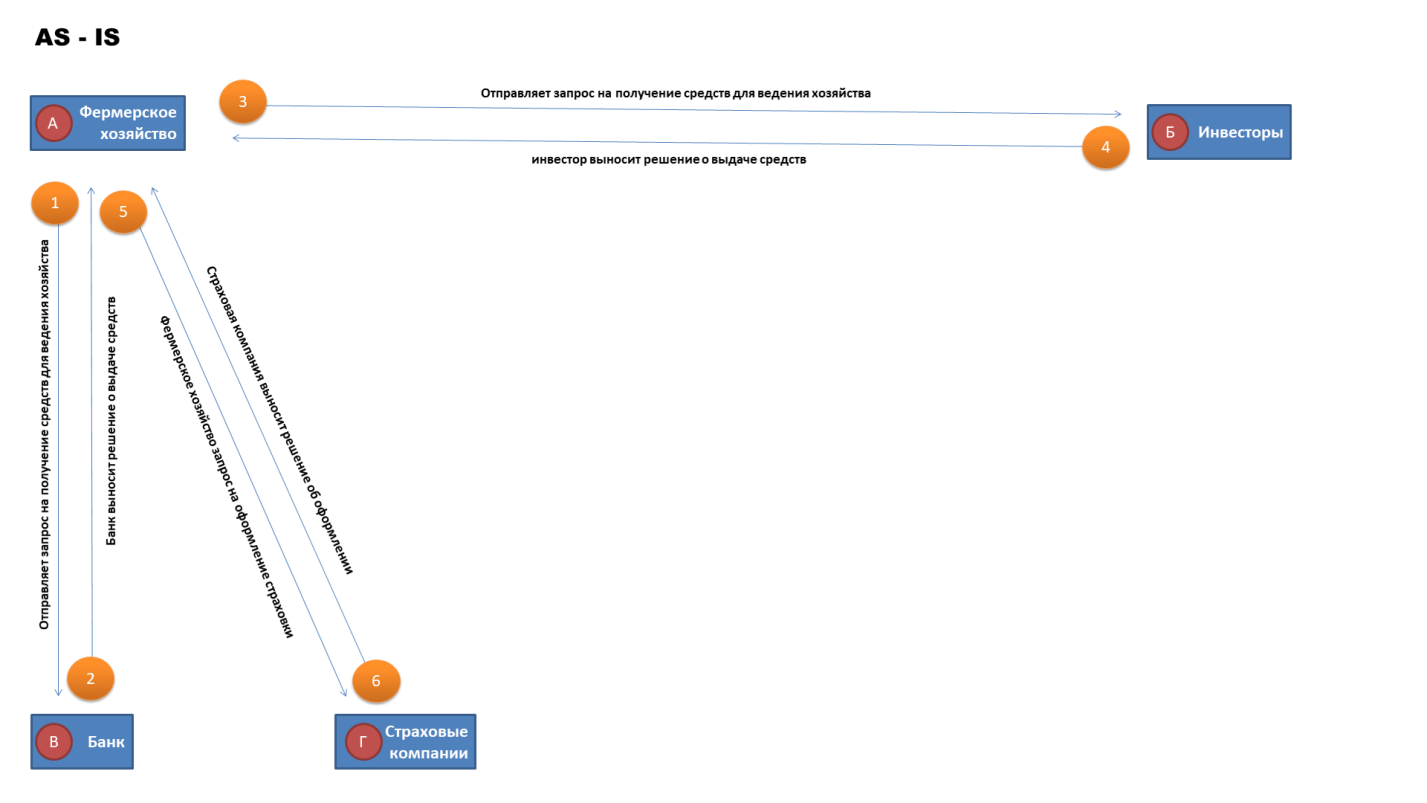 AS - IS
А
Фермерское
хозяйство
3
Отправляет запрос на получение средств для ведения хозяйства
инвестор выносит решение о выдаче средств
4
Б
Инвесторы
1
5
Отправляет запрос на получение средств для ведения хозяйства
Банк выносит решение о выдаче средств
Фермерское хозяйство запрос на оформление страховки
Страховая компания выносит решение об оформлении
2
6
В
Банк
Г
Страховые
компании